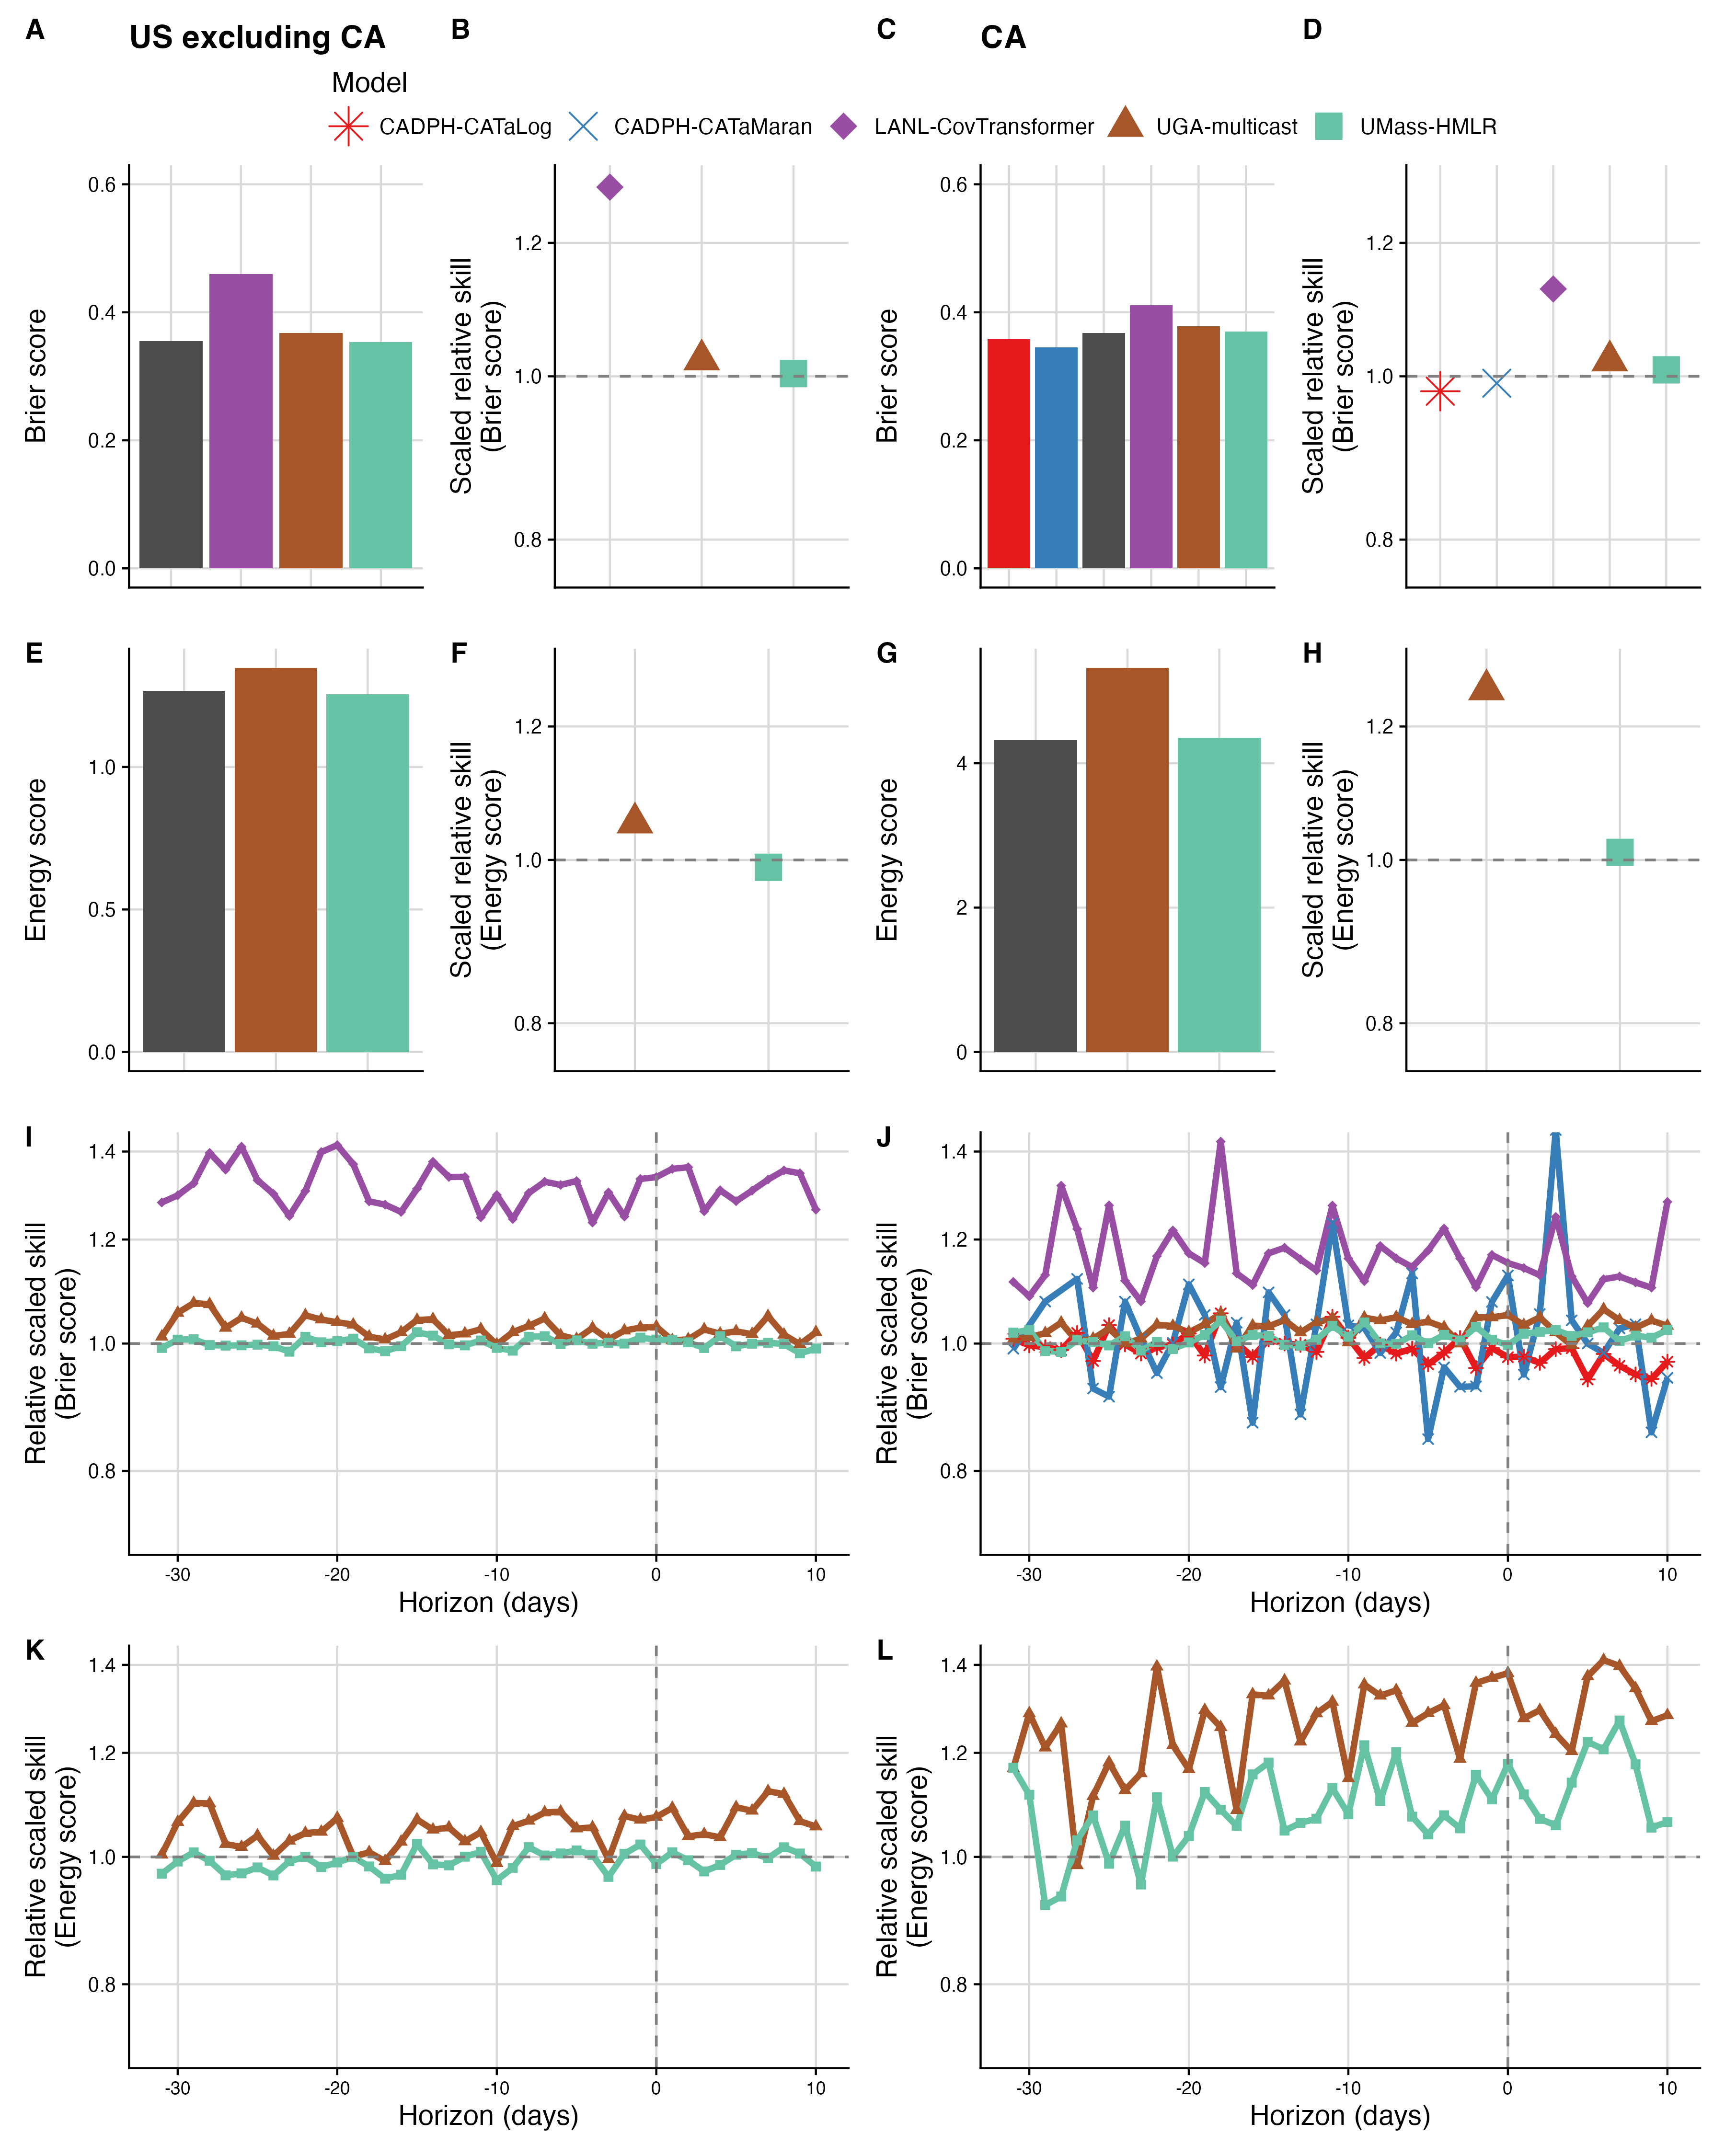 A US excluding CA B C CA D
Model
CADPH-CATaLog CADPH-CATaMaran LANL-CovTransformer UGA-multicast UMass-HMLR
Brier score
0.6
0.4
0.2
0.0
Scaled relative skill
(Brier score)
1.2
1.0
0.8
Brier score
0.6
0.4
0.2
0.0
Scaled relative skill
(Brier score)
1.2
1.0
0.8
E F G H
Energy score
1.0
0.5
0.0
Scaled relative skill
(Energy score)
1.2
1.0
0.8
Energy score
4
2
0
Scaled relative skill
(Energy score)
1.2
1.0
0.8
I
Relative scaled skill
(Brier score)
1.4
1.2
1.0
0.8
-30 -20 -10 0 10
Horizon (days)
J
Relative scaled skill
(Brier score)
1.4
1.2
1.0
0.8
-30 -20 -10 0 10
Horizon (days)
K
Relative scaled skill
(Energy score)
1.4
1.2
1.0
0.8
-30 -20 -10 0 10
Horizon (days)
L
Relative scaled skill
(Energy score)
1.4
1.2
1.0
0.8
-30 -20 -10 0 10
Horizon (days)